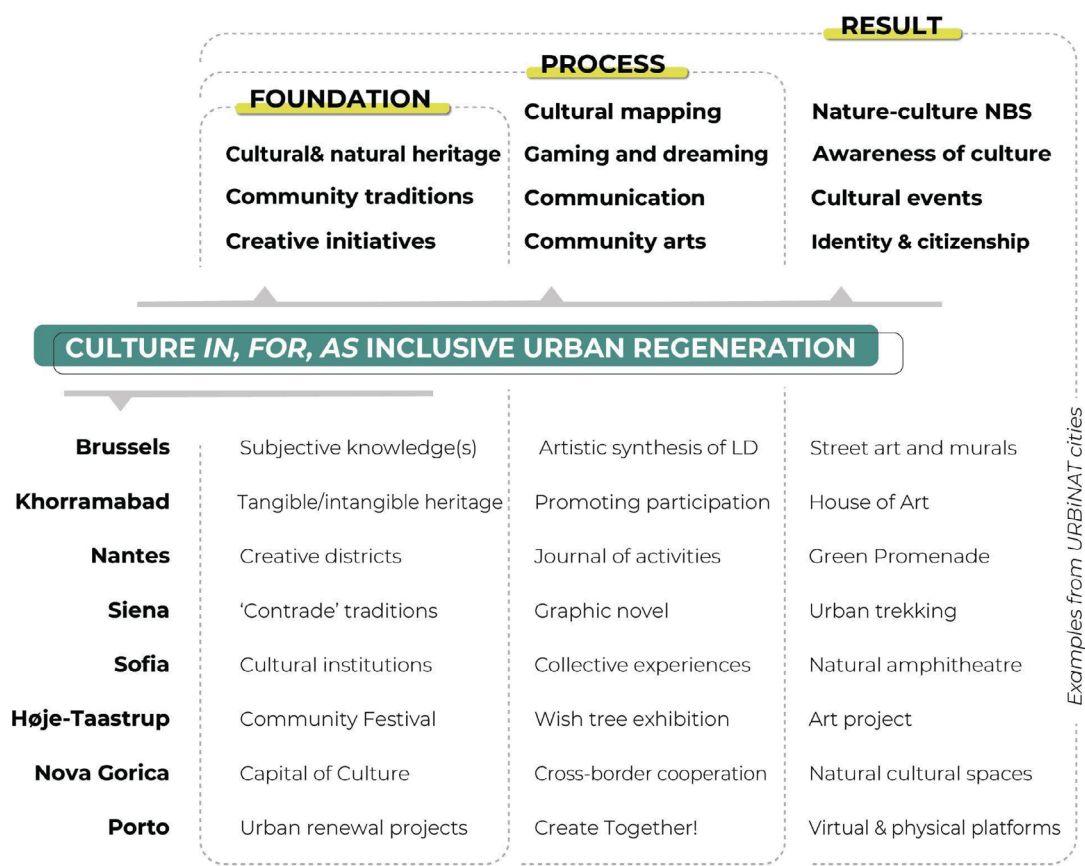 RESULT
PROCESS
FOUNDATION
Cultural mapping
Nature-culture NBS
Cultural& natural heritage
Gaming and dreaming
Awareness of culture
Community traditions
Communication
Cultural events
Creative initiatives
Community arts
Identity & citizenship
CULTURE IN, FOR, AS INCLUSIVE URBAN REGENERATION
Brussels
Subjective knowledge(s)
Artistic synthesis of LD
Street art and murals
Khorramabad
Tangible/intangible heritage
Promoting participation
House of Art
Nantes
Creative districts
Journal of activities
Green Promenade
Siena
‘Contrade’ traditions
Graphic novel
Urban trekking
Sofia
Cultural institutions
Collective experiences
Natural amphitheatre
Høje-Taastrup
Community Festival
Wish tree exhibition
Art project
Nova Gorica
Capital of Culture
Cross-border cooperation
Natural cultural spaces
Porto
Urban renewal projects
Create Together!
Virtual & physical platforms
Examples from URBiNAT cities